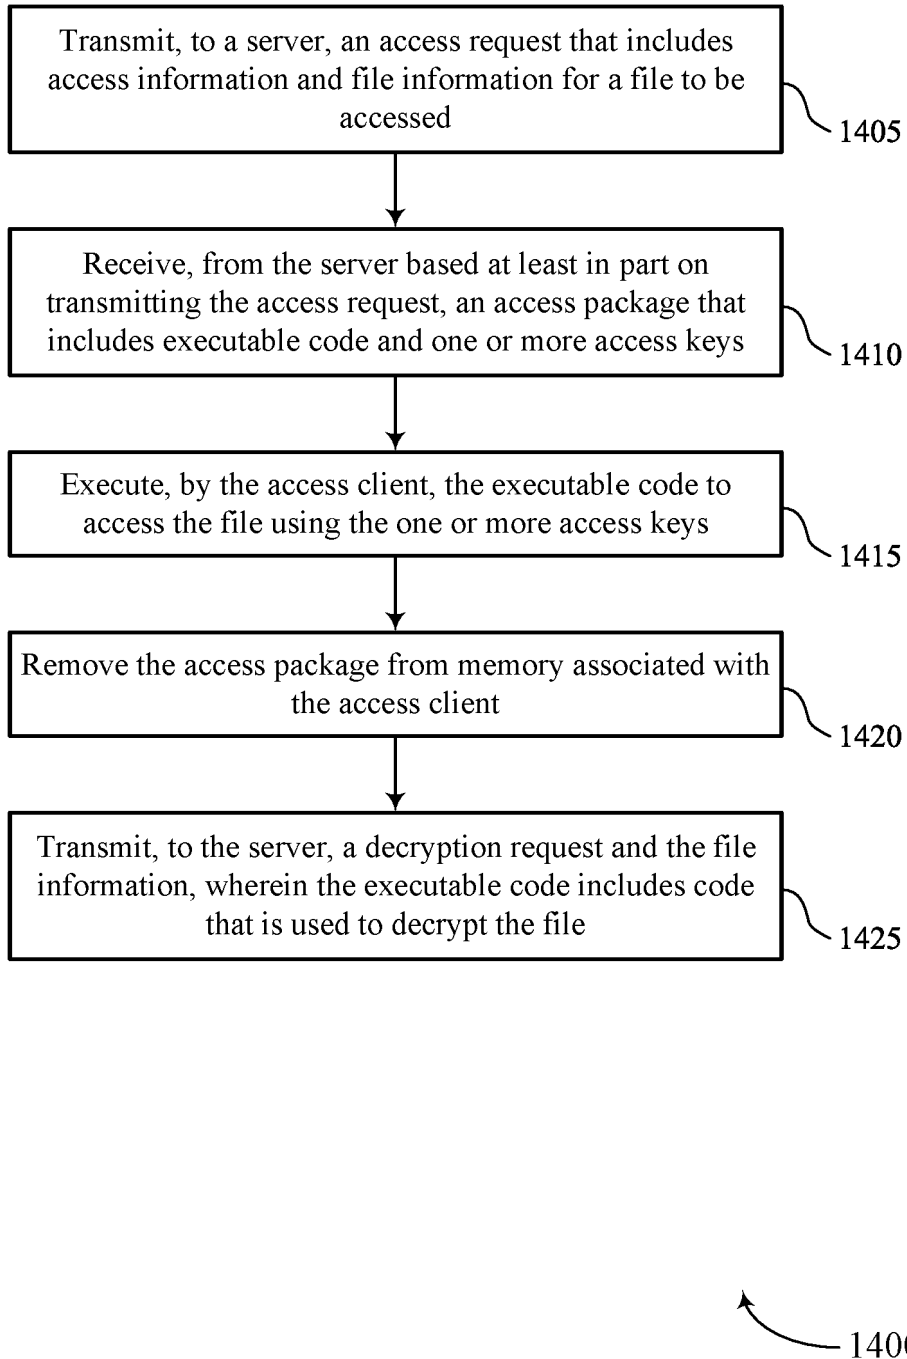 Transmit, to a server, an access request that includes
access information and file information for a file to be
accessed
1405
Receive, from the server based at least in part on
transmitting the access request, an access package that
includes executable code and one or more access keys
1410
Execute, by the access client, the executable code to
access the file using the one or more access keys
1415
Remove the access package from memory associated with
the access client
1420
Transmit, to the server, a decryption request and the file
information, wherein the executable code includes code
that is used to decrypt the file
1425
1400